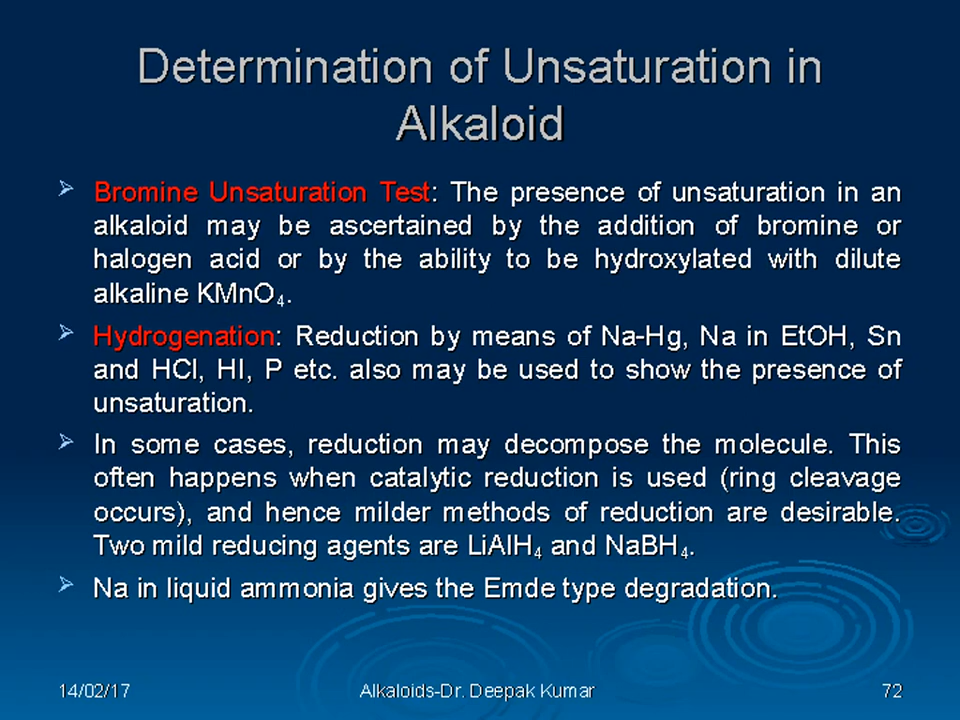 Determination of Unsaturation in
Alkaloid
➢ Bromine Unsaturation Test: The presence of unsaturation in an
alkaloid may be ascertained by the addition of bromine or
halogen acid or by the ability to be hydroxylated with dilute
alkaline KMnO₄.
➢ Hydrogenation: Reduction by means of Na-Hg, Na in EtOH, Sn
and HCl, HI, P etc. also may be used to show the presence of
unsaturation.
➢ In some cases, reduction may decompose the molecule. This
often happens when catalytic reduction is used (ring cleavage
occurs), and hence milder methods of reduction are desirable.
Two mild reducing agents are LiAlH₄ and NaBH₄.
➢ Na in liquid ammonia gives the Emde type degradation.
14/02/17 Alkaloids-Dr. Deepak Kumar 72